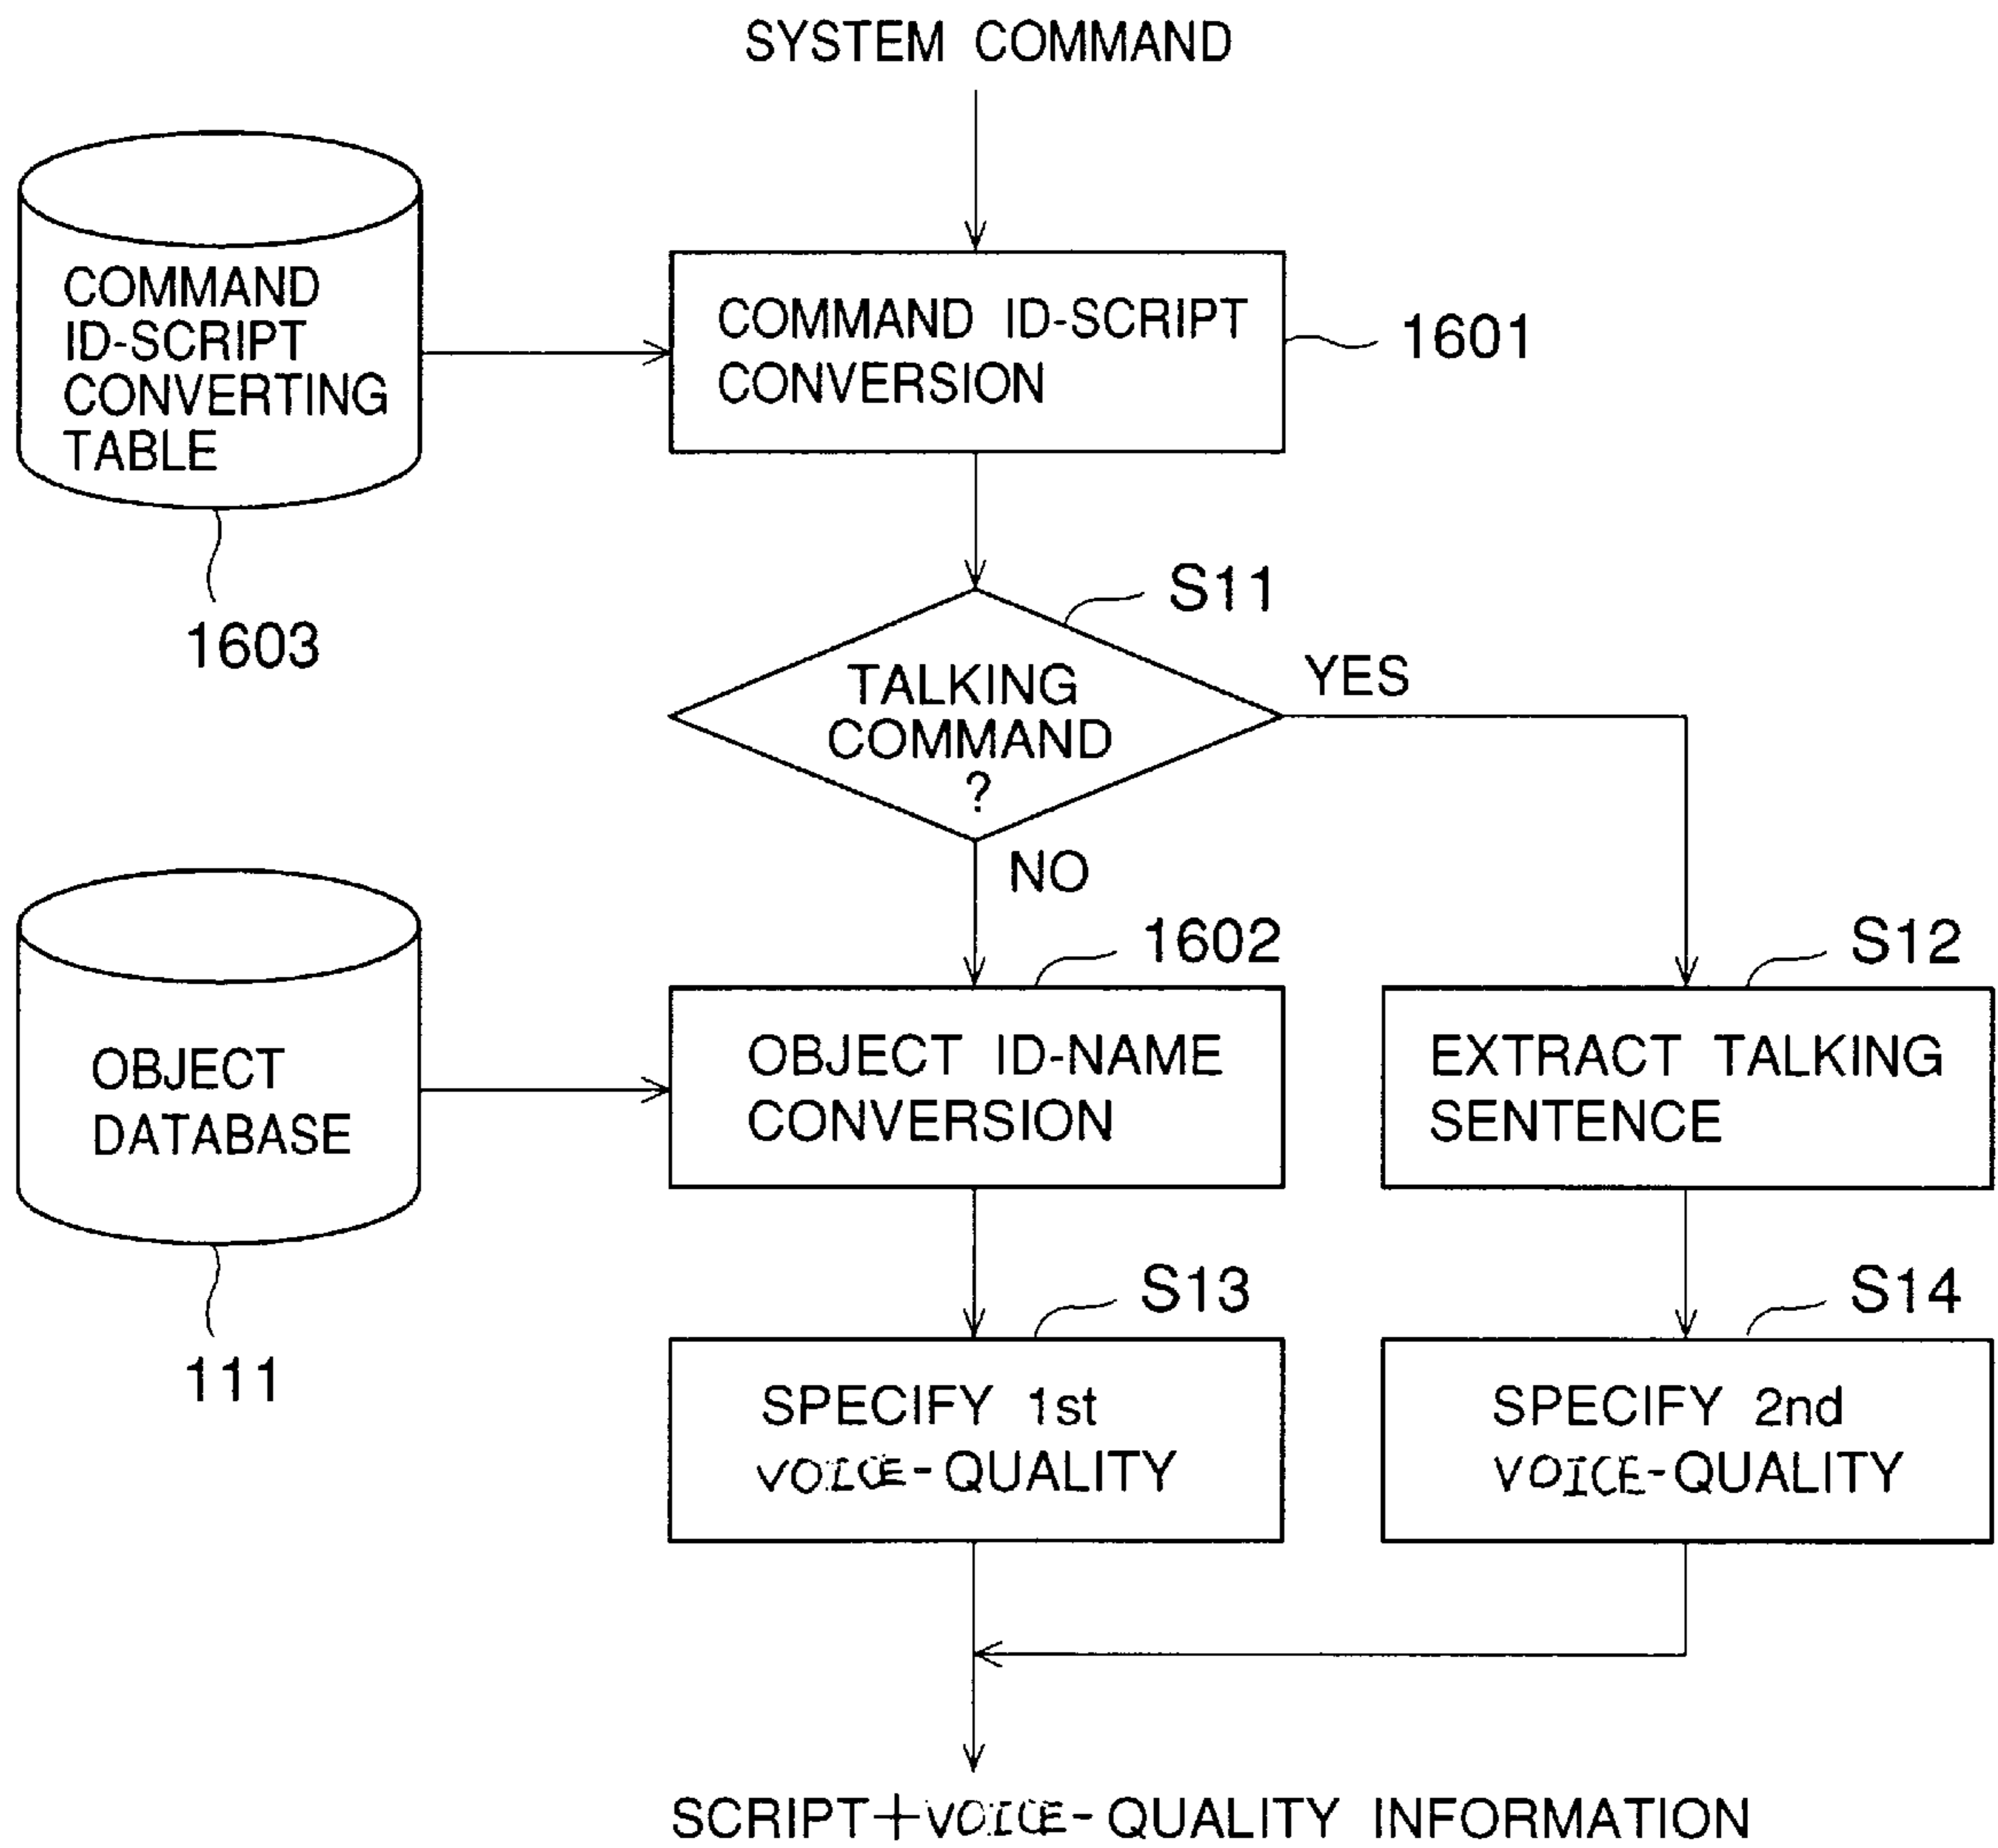 SYSTEM COMMAND
COMMAND
ID-SCRIPT
CONVERTING
TABLE
1603
COMMAND ID-SCRIPT
CONVERSION
1601
S11
TALKING
COMMAND
?
YES
NO
OBJECT
DATABASE
111
1602
OBJECT ID-NAME
CONVERSION
S12
EXTRACT TALKING
SENTENCE
S13
SPECIFY 1st
VOICE-QUALITY
S14
SPECIFY 2nd
VOICE-QUALITY
SCRIPT+VOICE-QUALITY INFORMATION